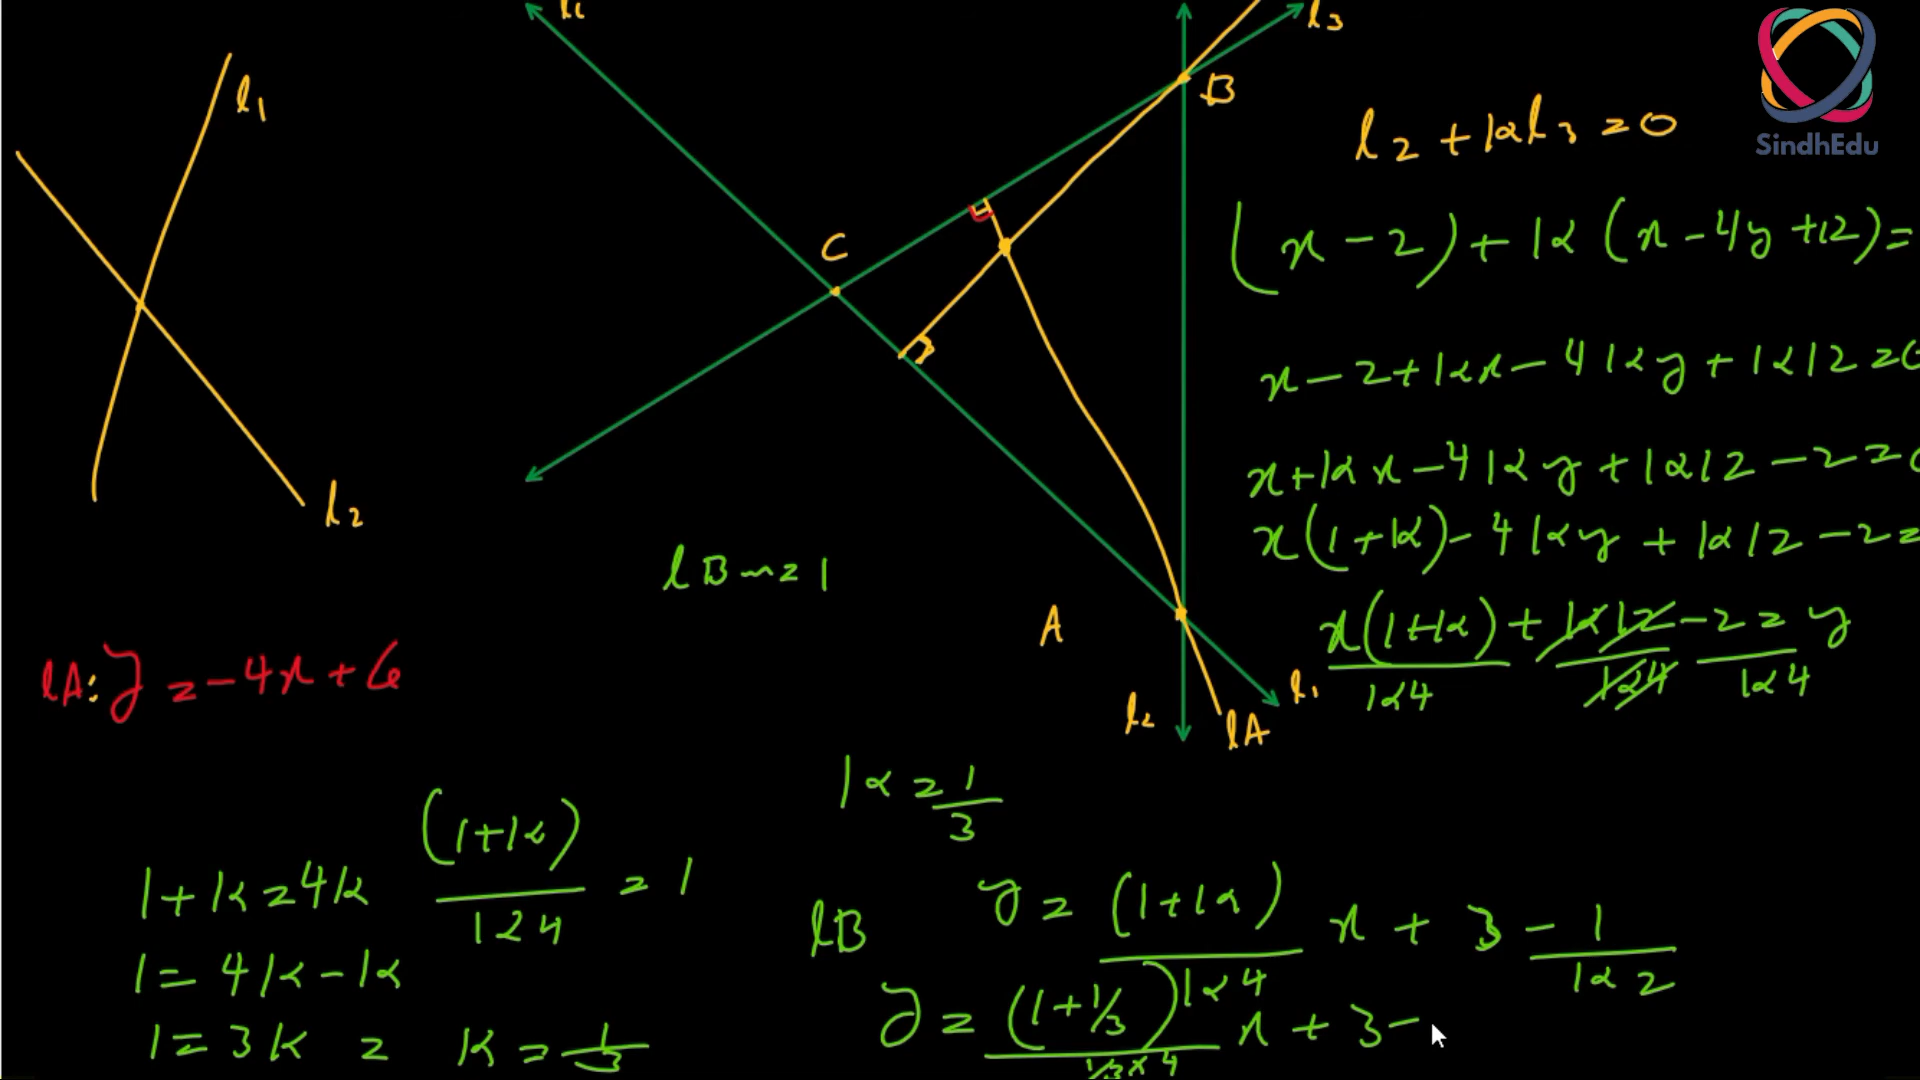 l1
l3
l1
B
l2 + kl3 = 0
SindhEdu
(x - 2) + k(x - 4y + 12) =
C
x - 2 + kx - 4ky + k12 = 0
x + kx - 4ky + k12 - 2 = 0
l2
x(1 + k) - 4ky + k12 - 2 =
lBm = 1
A
x(1+k)/k4 + k12/k4 - 2/k4 = y
lA: y = -4x + 6
l1
l2
lA
k = 1/3
(1+k)/k4 = 1
1 + k = 4k
lB y = (1+k)/k4 x + 3 - 1/k2
1 = 4k - k
y = (1+1/3)/(1/3×4) x + 3 -
1 = 3k = k = 1/3